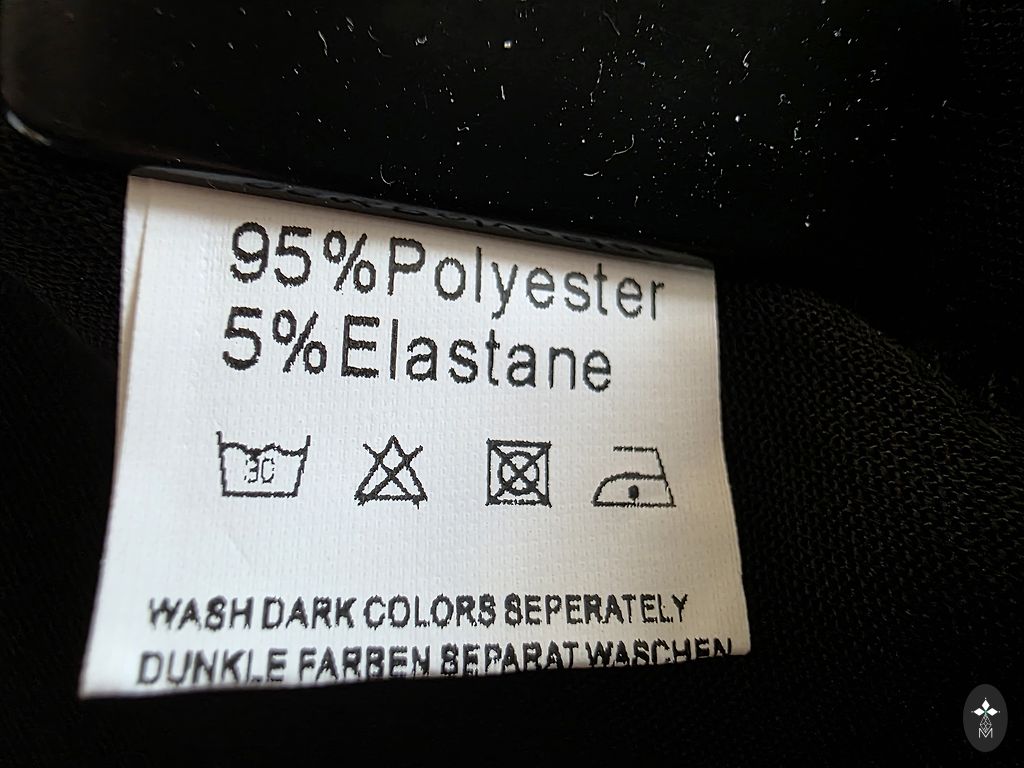 95%Polyester
5%Elastane
30
WASH DARK COLORS SEPERATELY
DUNKLE FARBEN SEPARAT WASCHEN
M